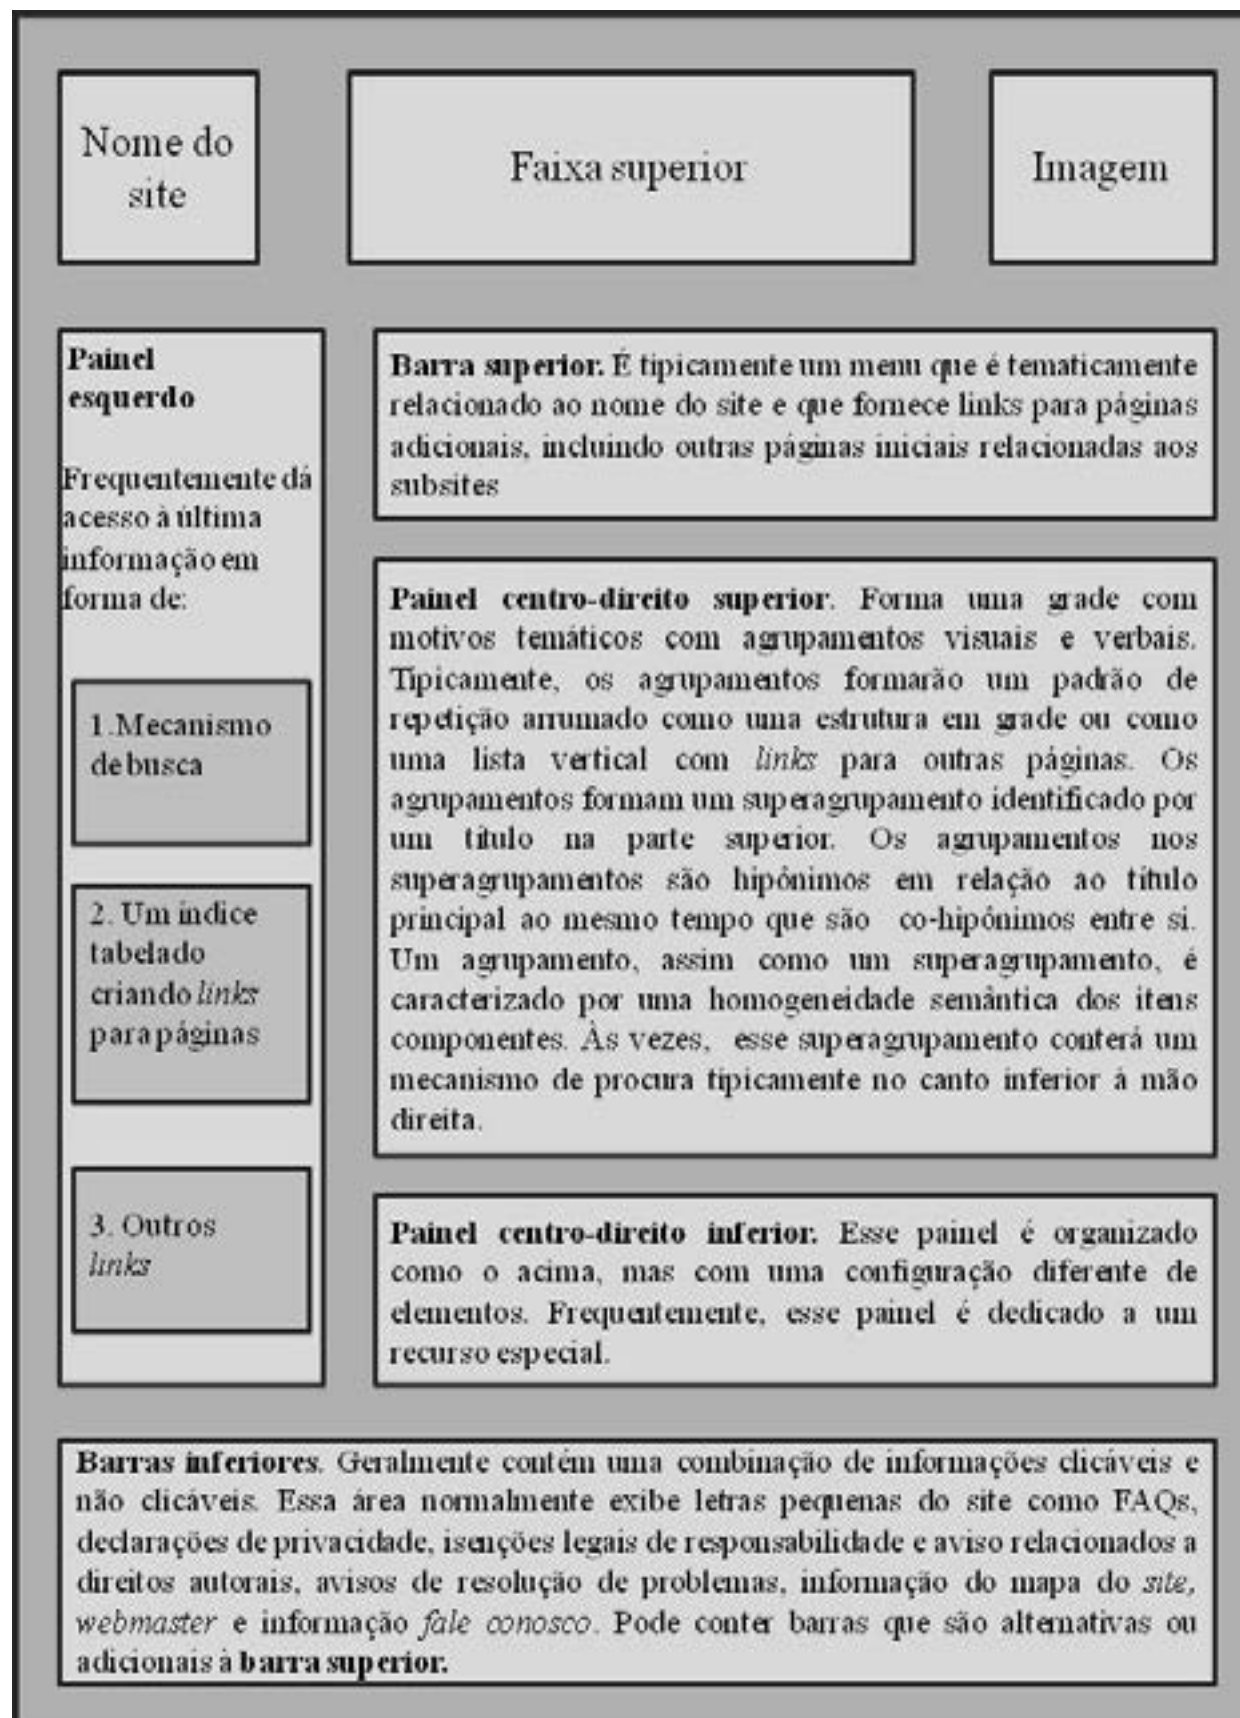 Nome do
site
Faixa superior
Imagem
Painel
esquerdo
Frequentemente dá
acesso à última
informação em
forma de:
1.Mecanismo
de busca
2. Um índice
tabelado
criando links
para páginas
3. Outros
links
Barra superior. É tipicamente um menu que é tematicamente
relacionado ao nome do site e que fornece links para páginas
adicionais, incluindo outras páginas iniciais relacionadas aos
subsites
Painel centro-direito superior. Forma uma grade com
motivos temáticos com agrupamentos visuais e verbais.
Tipicamente, os agrupamentos formarão um padrão de
repetição arrumado como uma estrutura em grade ou como
uma lista vertical com links para outras páginas. Os
agrupamentos formam um superagrupamento identificado por
um título na parte superior. Os agrupamentos nos
superagrupamentos são hipônimos em relação ao título
principal ao mesmo tempo que são co-hipônimos entre si.
Um agrupamento, assim como um superagrupamento, é
caracterizado por uma homogeneidade semântica dos itens
componentes. Às vezes, esse superagrupamento conterá um
mecanismo de procura tipicamente no canto inferior à mão
direita.
Painel centro-direito inferior. Esse painel é organizado
como o acima, mas com uma configuração diferente de
elementos. Frequentemente, esse painel é dedicado a um
recurso especial.
Barras inferiores. Geralmente contém uma combinação de informações clicáveis e
não clicáveis. Essa área normalmente exibe letras pequenas do site como FAQs,
declarações de privacidade, isenções legais de responsabilidade e aviso relacionados a
direitos autorais, avisos de resolução de problemas, informação do mapa do site,
webmaster e informação fale conosco. Pode conter barras que são alternativas ou
adicionais à barra superior.